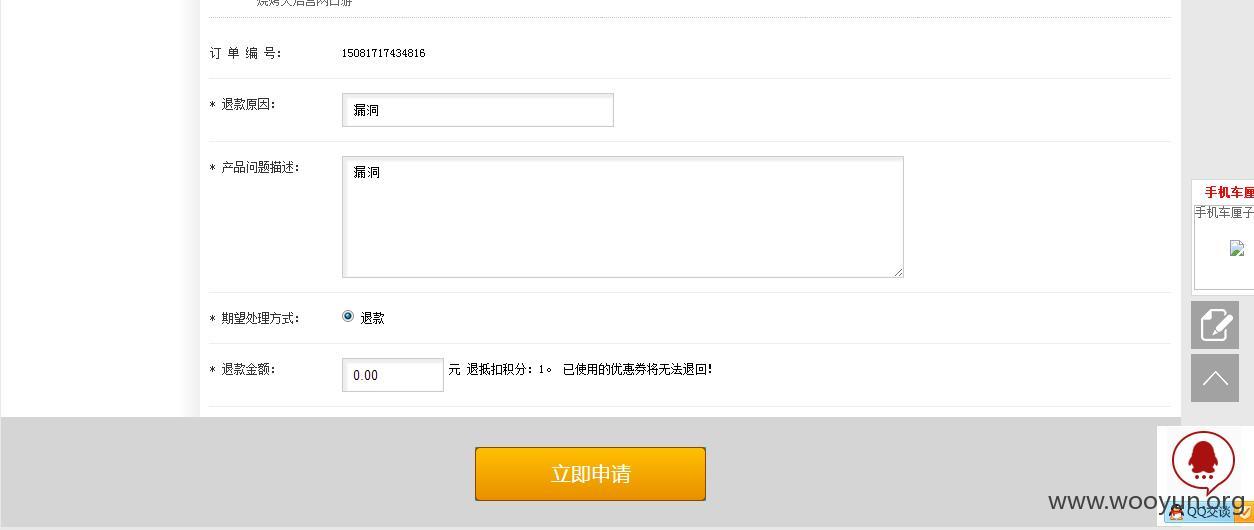 订 单 编 号: 15081717434816
* 退款原因: 漏洞
* 产品问题描述: 漏洞
* 期望处理方式: 退款
* 退款金额: 0.00 元 退抵扣积分: 1。 已使用的优惠券将无法退回!
立即申请
手机车厘
手机车厘子
www.wooyun.org
QQ交谈